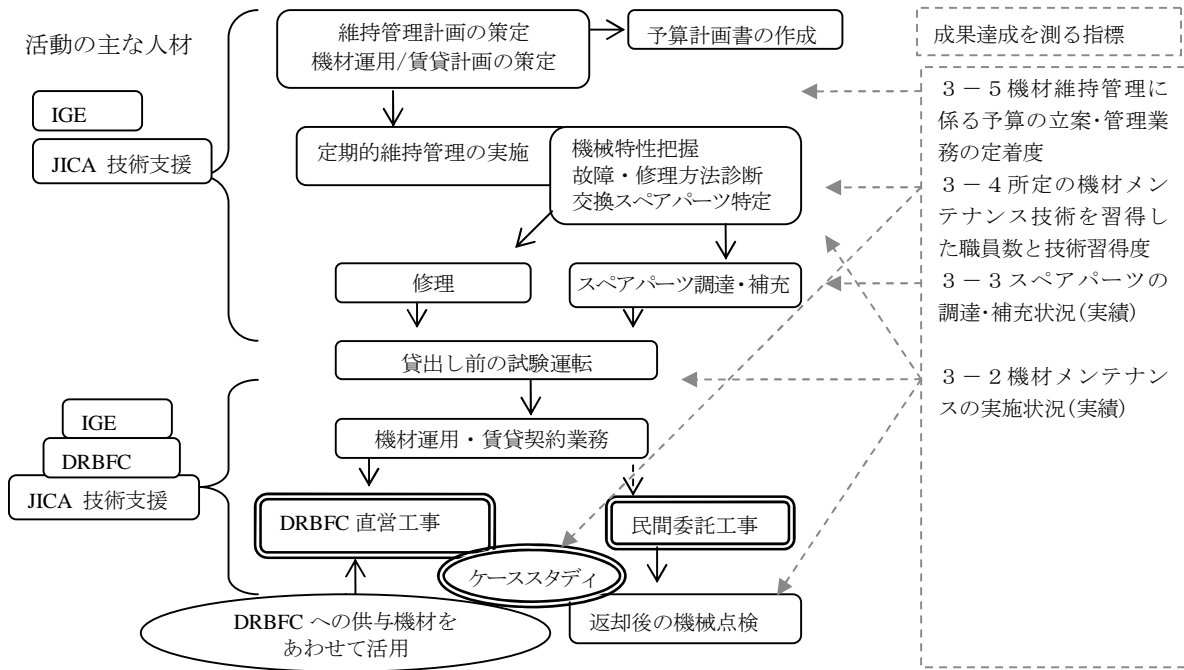 活動の主な人材
維持管理計画の策定
機材運用/賃貸計画の策定
予算計画書の作成
成果達成を測る指標
IGE
JICA 技術支援
定期的維持管理の実施
機械特性把握
故障・修理方法診断
交換スペアパーツ特定
3－5機材維持管理に
係る予算の立案･管理業
務の定着度
3－4所定の機材メン
テナンス技術を習得し
た職員数と技術習得度
3－3スペアパーツの
調達･補充状況(実績)
修理
スペアパーツ調達･補充
貸出し前の試験運転
3－2機材メンテナン
スの実施状況(実績)
IGE
DRBFC
JICA 技術支援
機材運用・賃貸契約業務
DRBFC 直営工事
民間委託工事
ケーススタディ
DRBFC への供与機材を
あわせて活用
返却後の機械点検